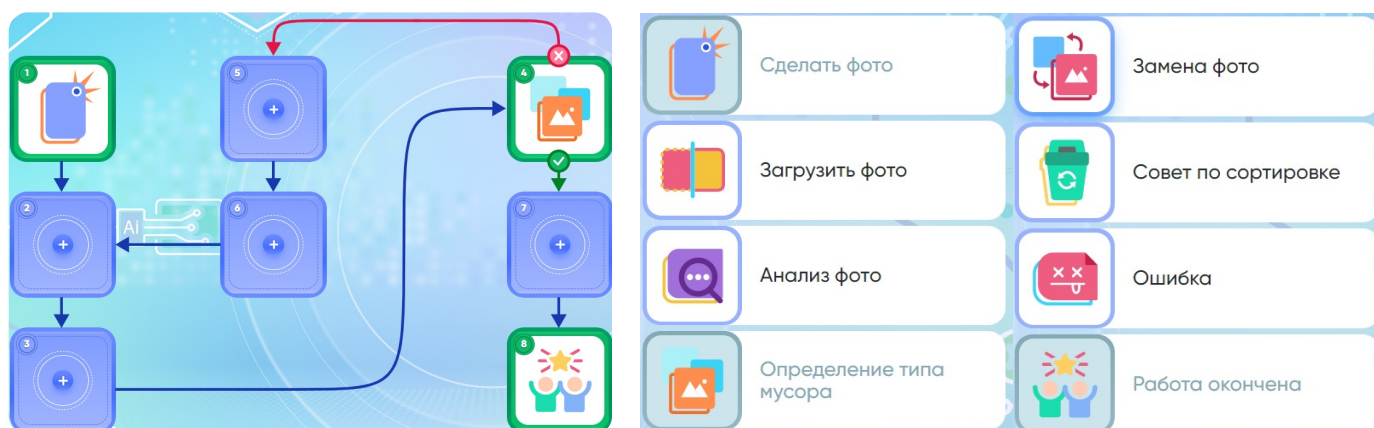 1
5
4
2
Ai
6
7
3
8
Сделать фото
Замена фото
Загрузить фото
Совет по сортировке
Анализ фото
Ошибка
Определение типа
мусора
Работа окончена